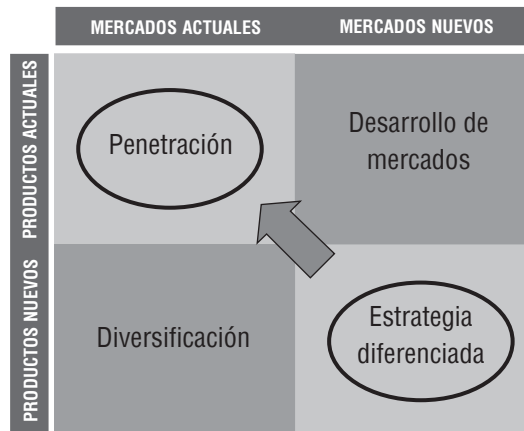 MERCADOS ACTUALES
MERCADOS NUEVOS
PRODUCTOS ACTUALES
Penetración
Desarrollo de
mercados
PRODUCTOS NUEVOS
Diversificación
Estrategia
diferenciada